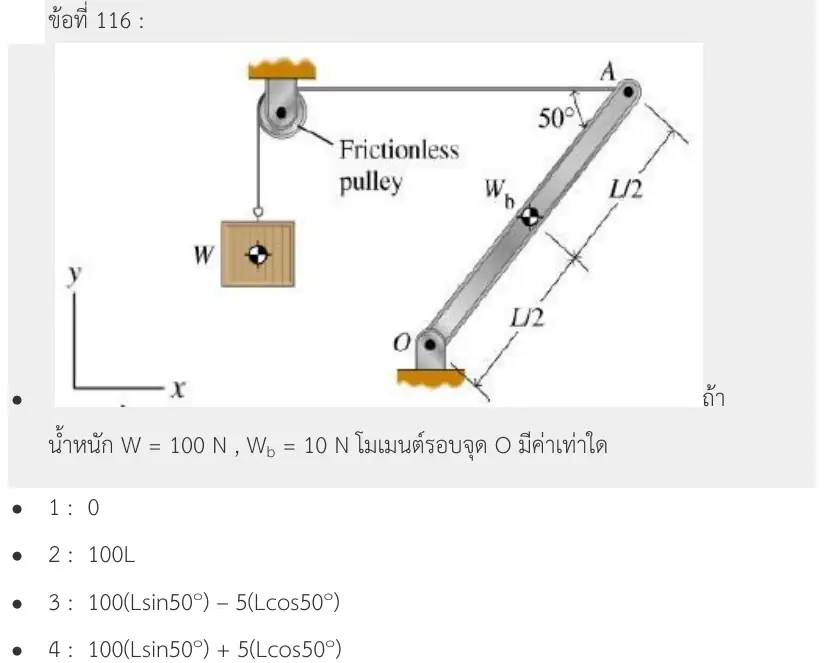 ข้อที่ 116 :
A
50°
Frictionless
pulley
W_b
L/2
W
y
L/2
O
x
ถ้า
น้ำหนัก W = 100 N , W_b = 10 N โมเมนต์รอบจุด O มีค่าเท่าใด
1 : 0
2 : 100L
3 : 100(Lsin50°) – 5(Lcos50°)
4 : 100(Lsin50°) + 5(Lcos50°)